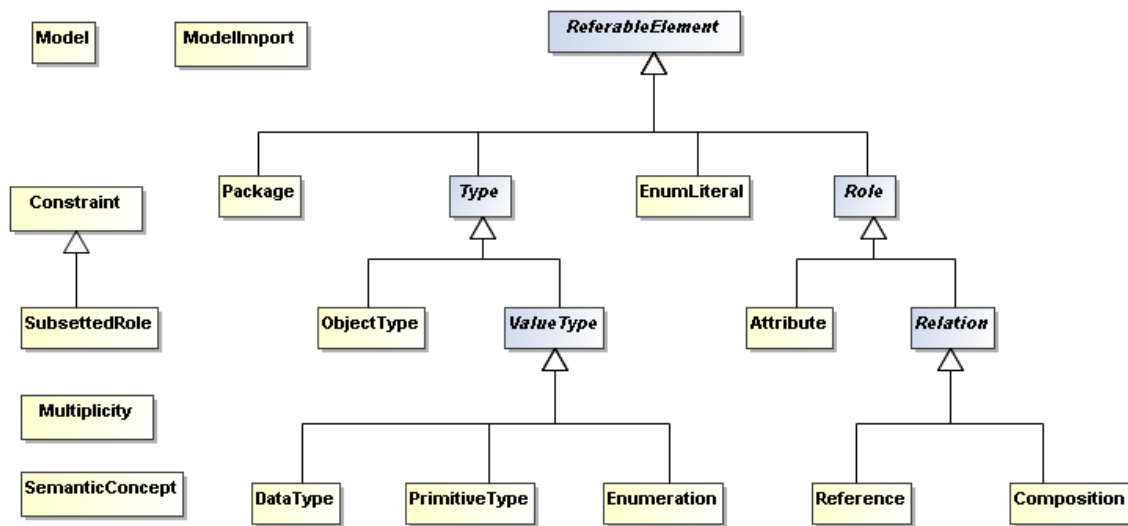 ReferableElement
Model
ModelImport
Package
Type
EnumLiteral
Role
Constraint
SubsettedRole
ObjectType
ValueType
Attribute
Relation
Multiplicity
SemanticConcept
DataType
PrimitiveType
Enumeration
Reference
Composition